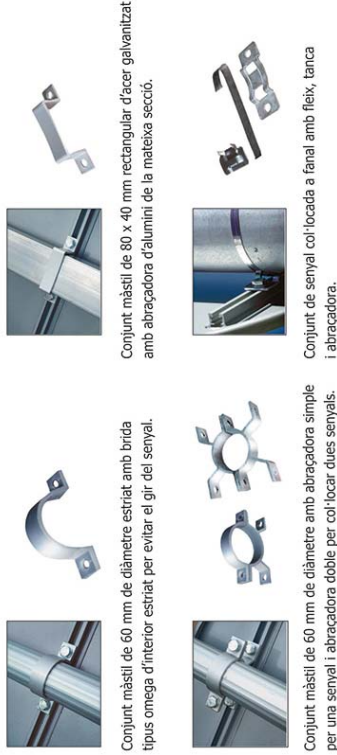 Conjunt màstil de 60 mm de diàmetre estriat amb brida
tipus omega d'interior estriat per evitar el gir del senyal.
Conjunt màstil de 80 x 40 mm rectangular d'acer galvanitzat
amb abraçadora d'alumini de la mateixa secció.
Conjunt màstil de 60 mm de diàmetre amb abraçadora simple
per una senyal i abraçadora doble per col·locar dues senyals.
Conjunt de senyal col·locada a fanal amb fleix, tanca
i abraçadora.